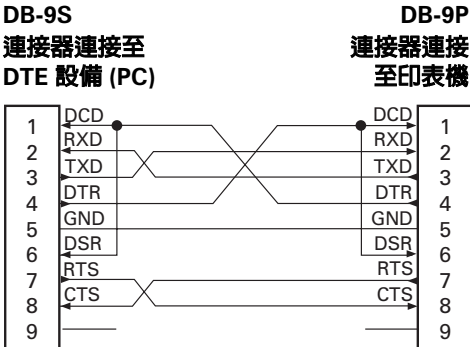 DB-9S
連接器連接至
DTE 設備 (PC)
DB-9P
連接器連接
至印表機
1 DCD DCD 1
2 RXD RXD 2
3 TXD TXD 3
4 DTR DTR 4
5 GND GND 5
6 DSR DSR 6
7 RTS RTS 7
8 CTS CTS 8
9 9